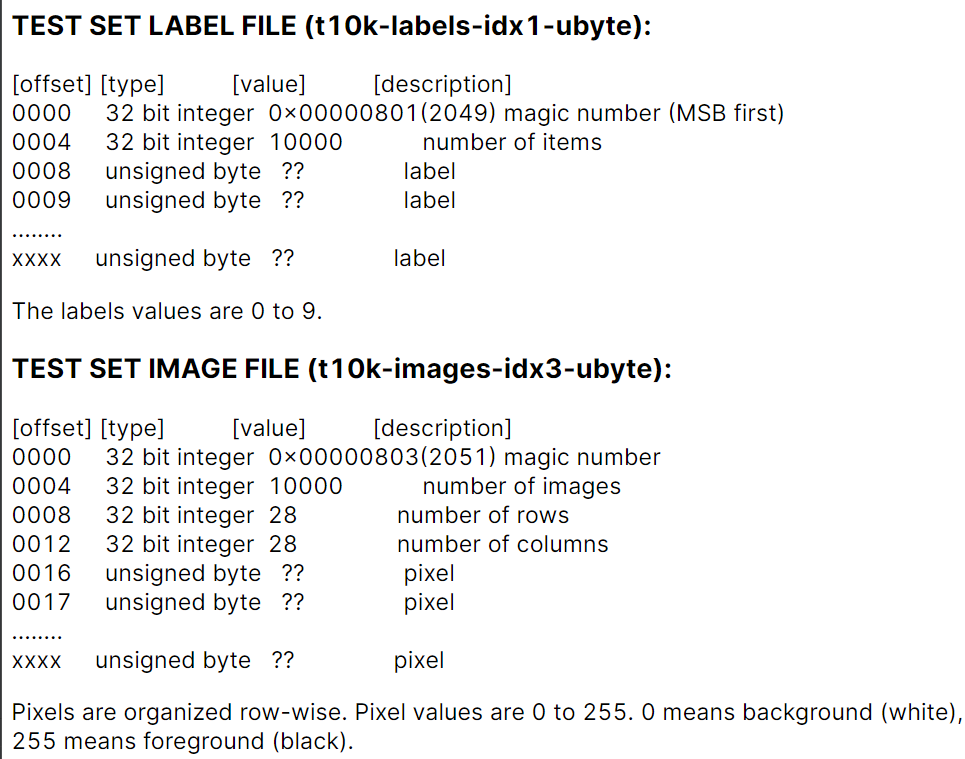 TEST SET LABEL FILE (t10k-labels-idx1-ubyte):
[offset] [type] [value] [description]
0000 32 bit integer 0x00000801(2049) magic number (MSB first)
0004 32 bit integer 10000 number of items
0008 unsigned byte ?? label
0009 unsigned byte ?? label
........
xxxx unsigned byte ?? label
The labels values are 0 to 9.
TEST SET IMAGE FILE (t10k-images-idx3-ubyte):
[offset] [type] [value] [description]
0000 32 bit integer 0x00000803(2051) magic number
0004 32 bit integer 10000 number of images
0008 32 bit integer 28 number of rows
0012 32 bit integer 28 number of columns
0016 unsigned byte ?? pixel
0017 unsigned byte ?? pixel
........
xxxx unsigned byte ?? pixel
Pixels are organized row-wise. Pixel values are 0 to 255. 0 means background (white),
255 means foreground (black).